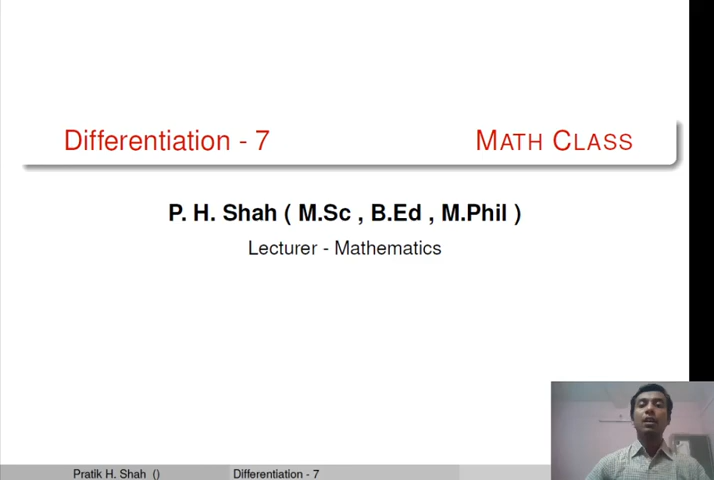 Differentiation - 7 MATH CLASS
P. H. Shah ( M.Sc , B.Ed , M.Phil )
Lecturer - Mathematics
Pratik H. Shah () Differentiation - 7